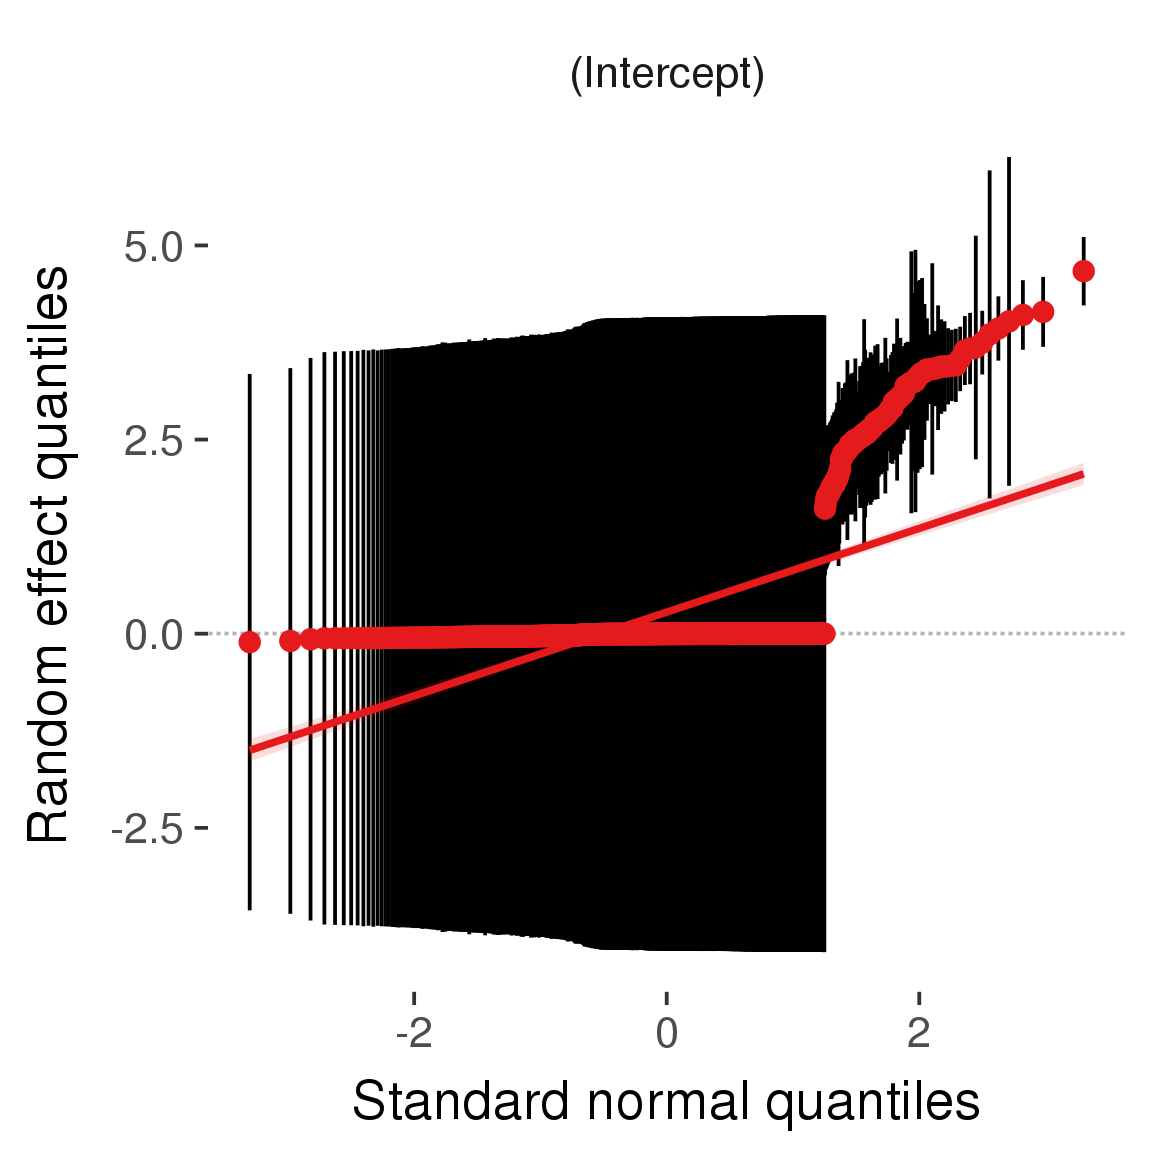 (Intercept)
Random effect quantiles
5.0
2.5
0.0
-2.5
-2
0
2
Standard normal quantiles